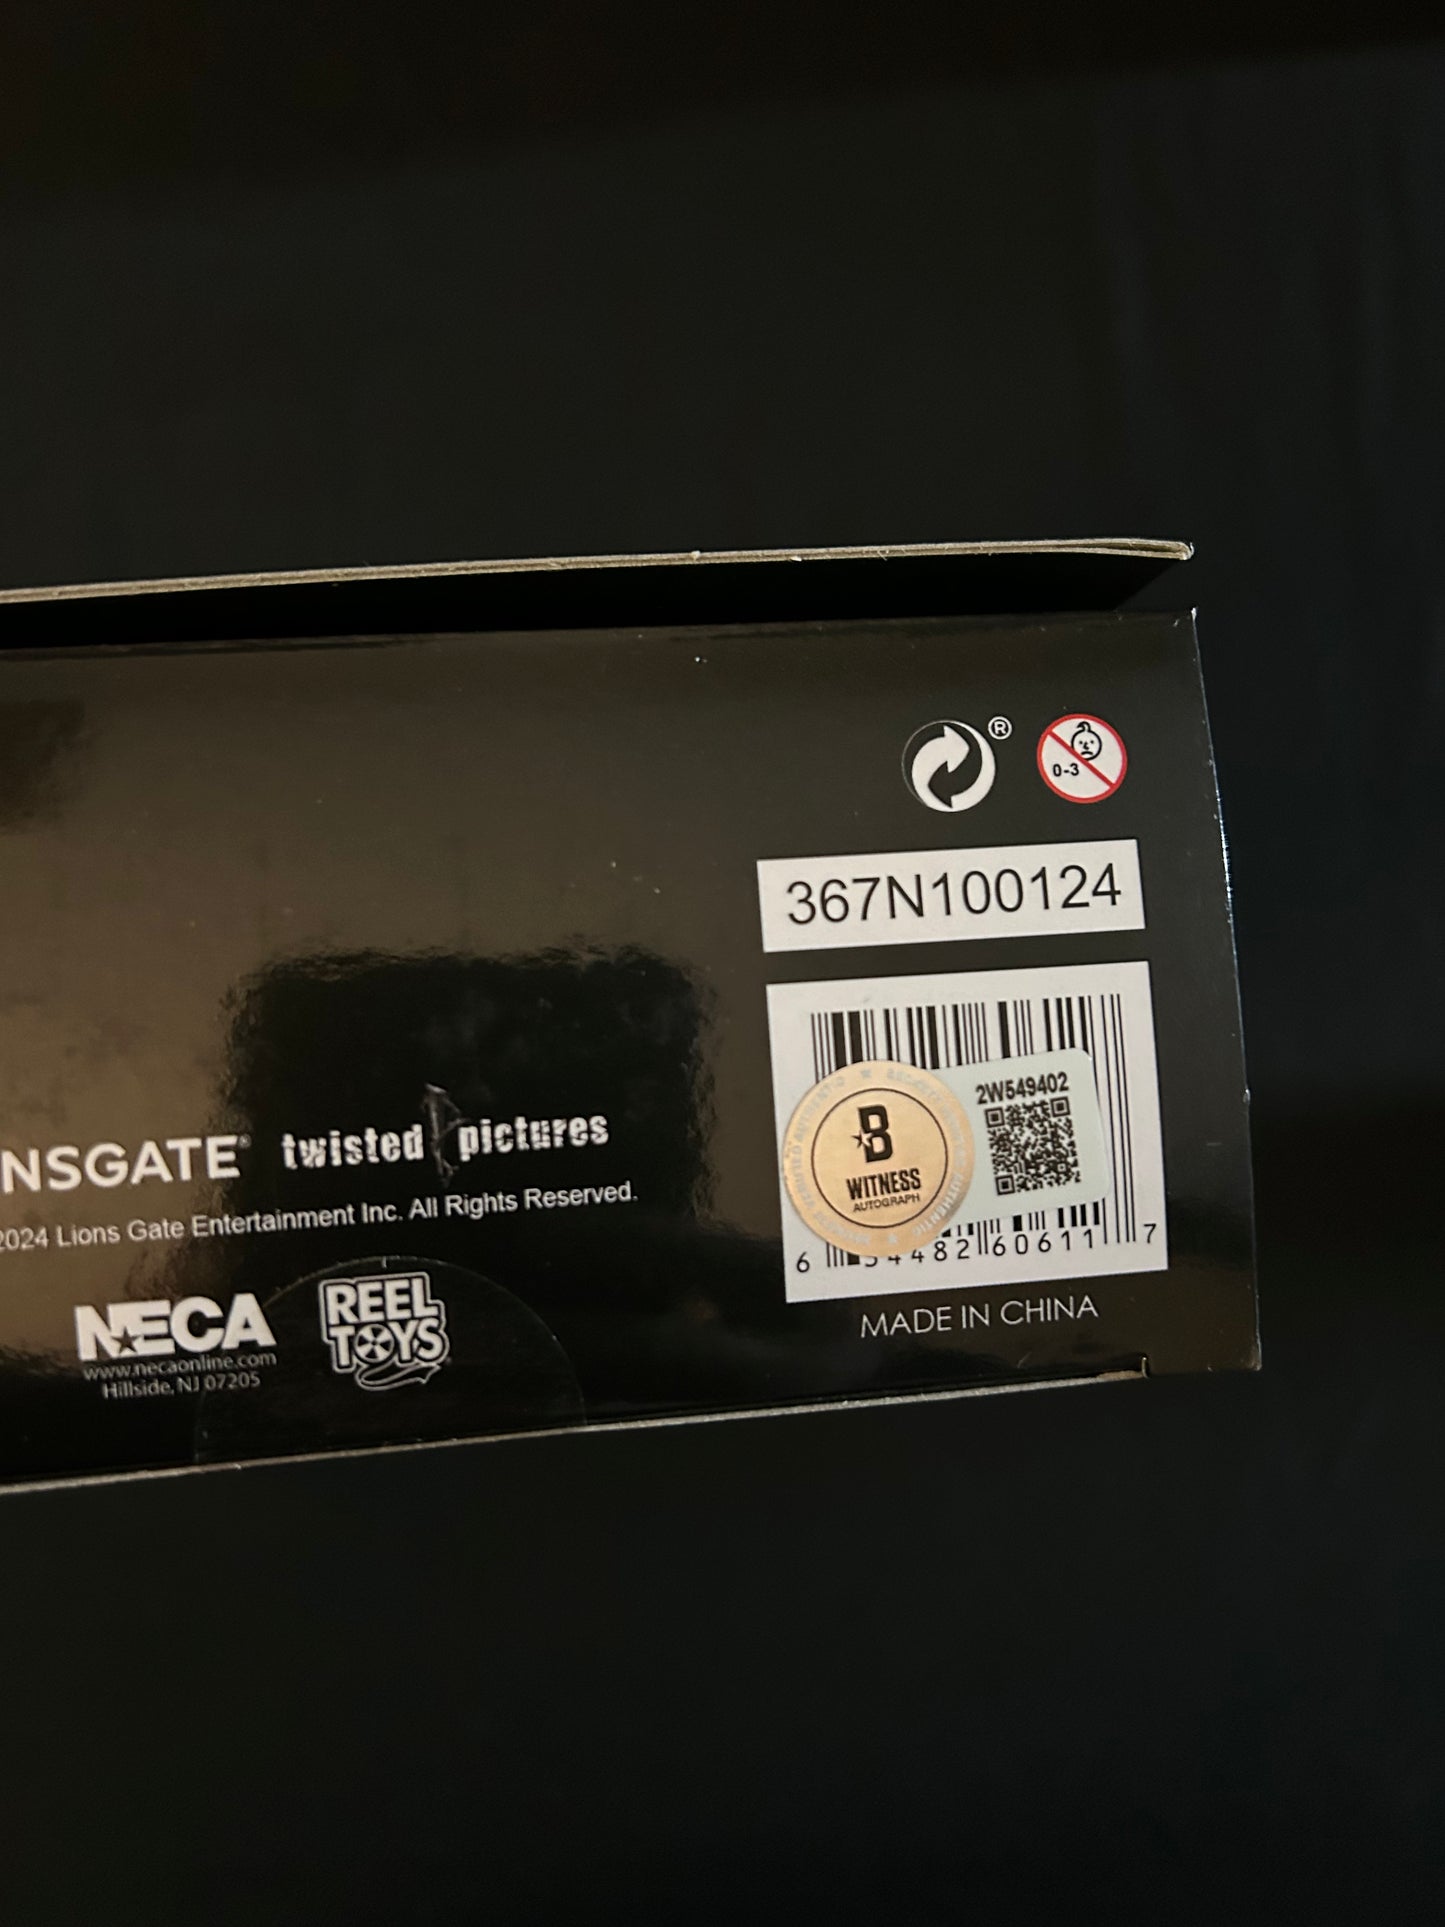 ®
0-3
367N100124
2W549402
B
WITNESS
AUTOGRAPH
NSGATE® twisted pictures
2024 Lions Gate Entertainment Inc. All Rights Reserved.
6 54482 60611 7
NECA
www.necaonline.com
Hillside, NJ 07205
REEL
TOYS
MADE IN CHINA